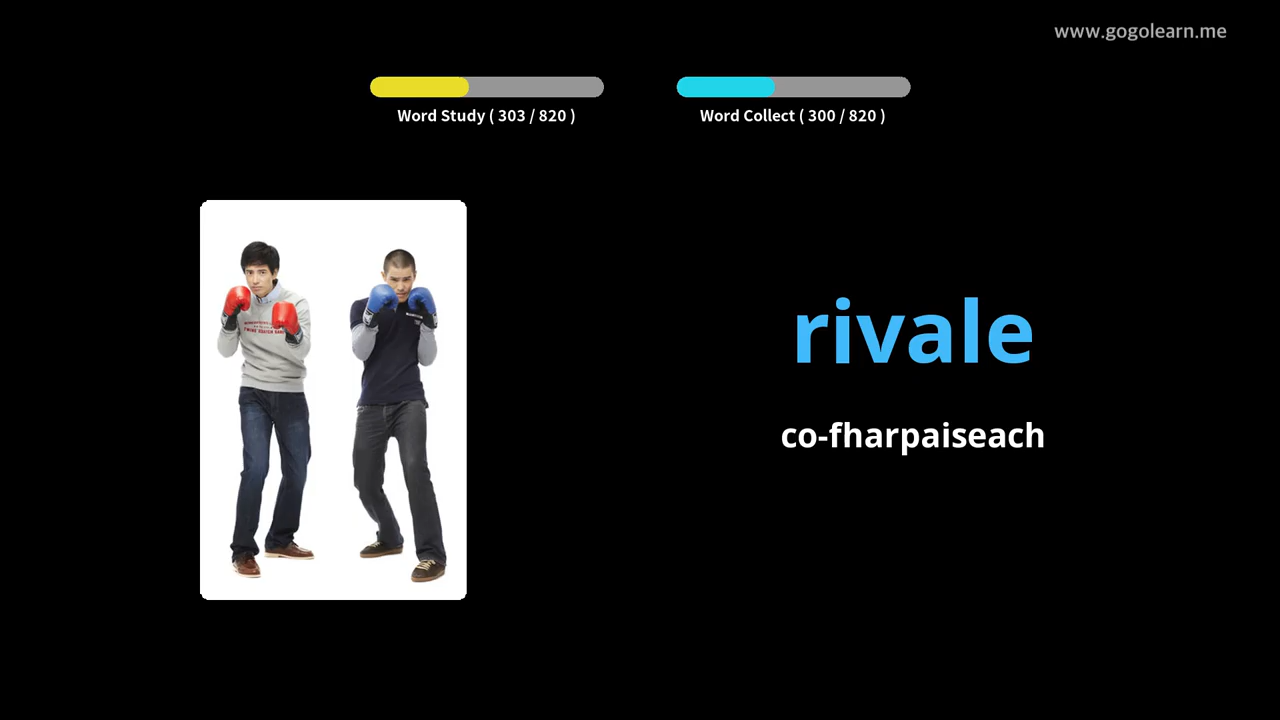 www.gogolearn.me
Word Study ( 303 / 820 )
Word Collect ( 300 / 820 )
rivale
co-fharpaiseach